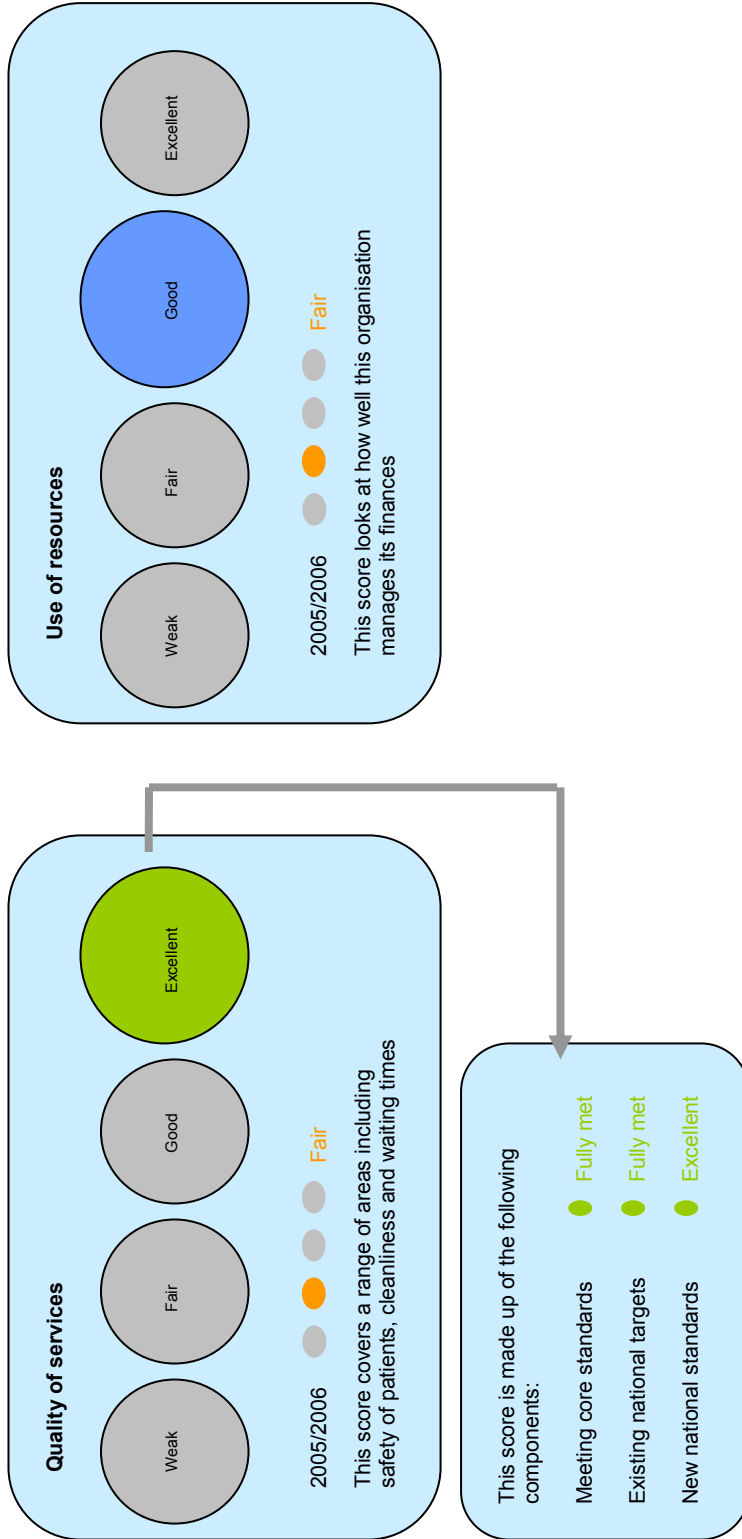 Quality of services
Weak
Fair
Good
Excellent
2005/2006
Fair
This score covers a range of areas including
safety of patients, cleanliness and waiting times
This score is made up of the following
components:
Meeting core standards
Fully met
Existing national targets
Fully met
New national standards
Excellent
Use of resources
Weak
Fair
Good
Excellent
2005/2006
Fair
This score looks at how well this organisation
manages its finances